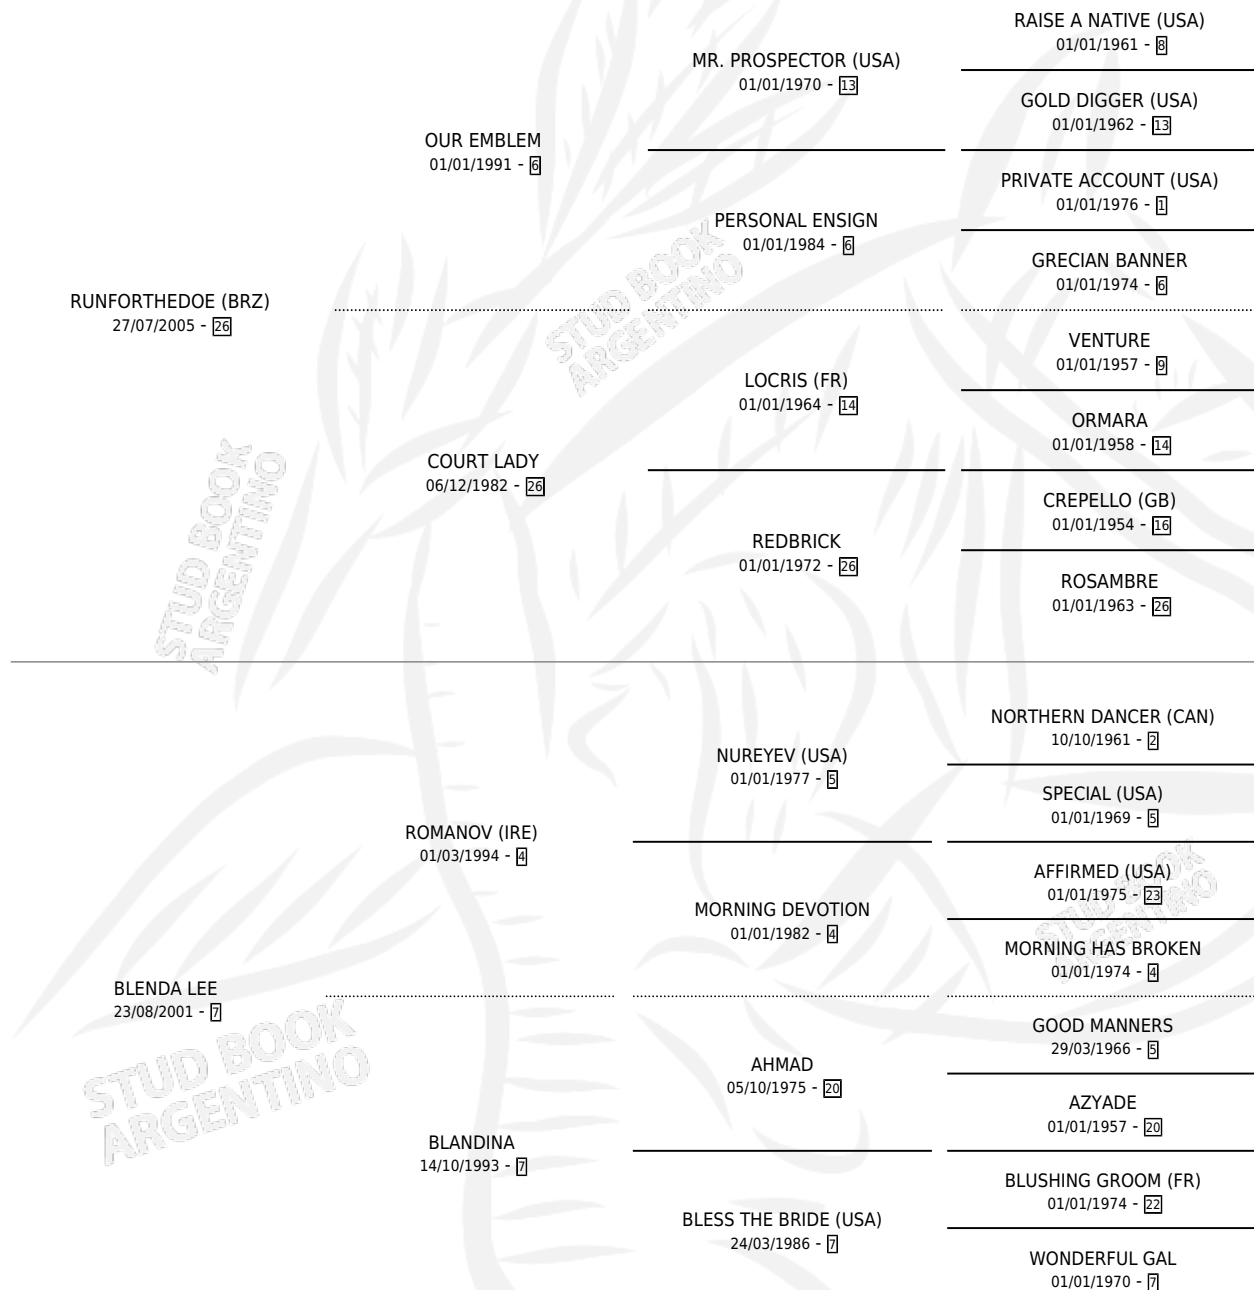 RAISE A NATIVE (USA)
01/01/1961 - 8
MR. PROSPECTOR (USA)
01/01/1970 - 13
GOLD DIGGER (USA)
01/01/1962 - 13
OUR EMBLEM
01/01/1991 - 6
PRIVATE ACCOUNT (USA)
01/01/1976 - 1
PERSONAL ENSIGN
01/01/1984 - 6
GRECIAN BANNER
01/01/1974 - 6
RUNFORTHEDOE (BRZ)
27/07/2005 - 26
VENTURE
01/01/1957 - 9
LOCRIS (FR)
01/01/1964 - 14
ORMARA
01/01/1958 - 14
COURT LADY
06/12/1982 - 26
CREPELLO (GB)
01/01/1954 - 16
REDBRICK
01/01/1972 - 26
ROSAMBRE
01/01/1963 - 26
NORTHERN DANCER (CAN)
10/10/1961 - 2
NUREYEV (USA)
01/01/1977 - 5
SPECIAL (USA)
01/01/1969 - 5
ROMANOV (IRE)
01/03/1994 - 4
AFFIRMED (USA)
01/01/1975 - 23
MORNING DEVOTION
01/01/1982 - 4
MORNING HAS BROKEN
01/01/1974 - 4
BLENDA LEE
23/08/2001 - 7
GOOD MANNERS
29/03/1966 - 5
AHMAD
05/10/1975 - 20
AZYADE
01/01/1957 - 20
BLANDINA
14/10/1993 - 7
BLUSHING GROOM (FR)
01/01/1974 - 22
BLESS THE BRIDE (USA)
24/03/1986 - 7
WONDERFUL GAL
01/01/1970 - 7
STUD BOOK
ARGENTINO
STUD BOOK
ARGENTINO
STUD BOOK
ARGENTINO
STUD BOOK
ARGENTINO